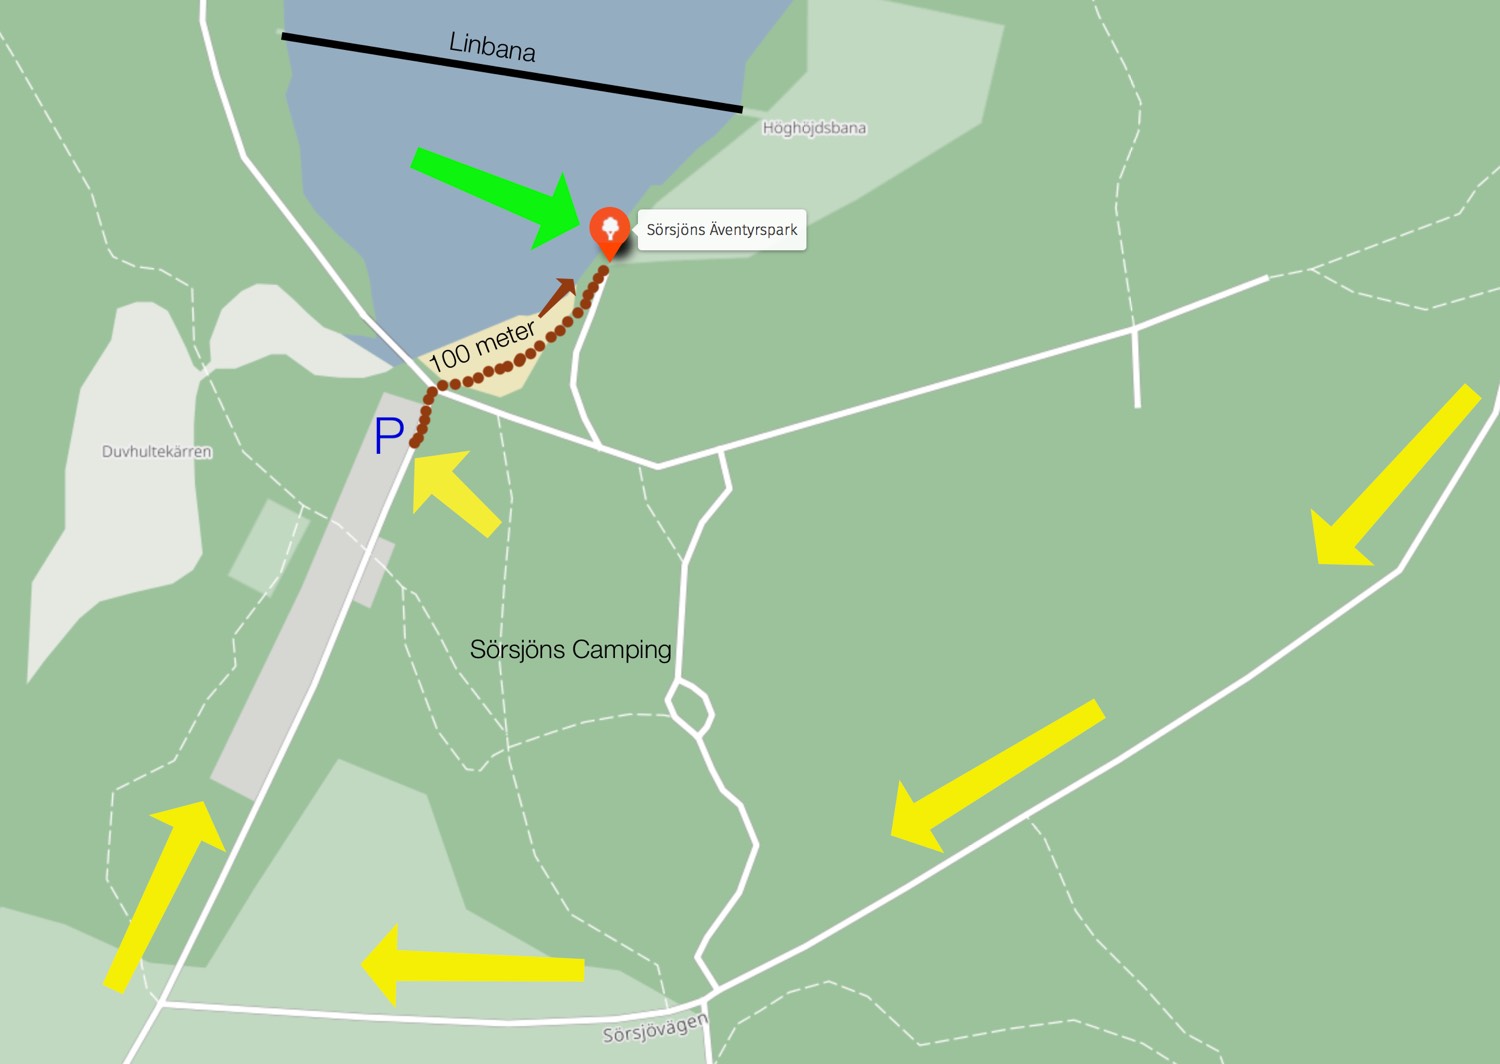 Linbana
Höghöjdsbana
Sörsjöns Äventyrspark
100 meter
P
Duvhultekärren
Sörsjöns Camping
Sörsjövägen